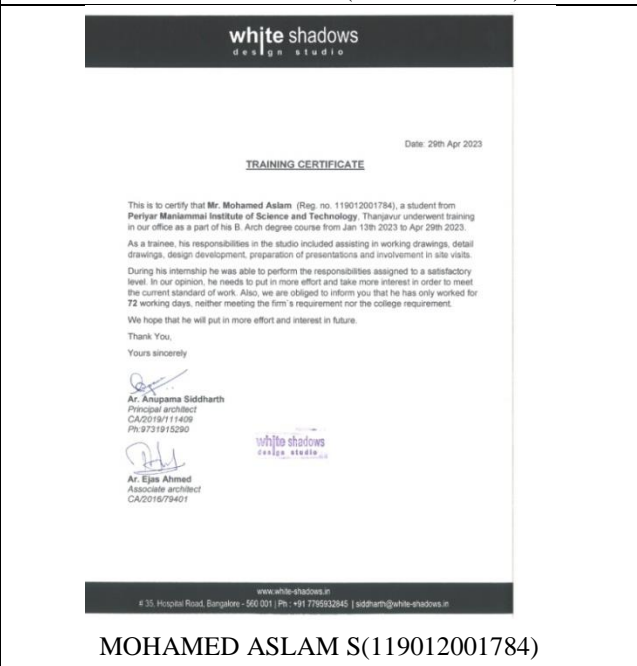 white shadows
design studio
Date: 29th Apr 2023
TRAINING CERTIFICATE
This is to certify that Mr. Mohamed Aslam (Reg. no. 119012001784), a student from
Periyar Maniammai Institute of Science and Technology, Thanjavur underwent training
in our office as a part of his B. Arch degree course from Jan 13th 2023 to Apr 29th 2023.
As a trainee, his responsibilities in the studio included assisting in working drawings, detail
drawings, design development, preparation of presentations and involvement in site visits.
During his internship he was able to perform the responsibilities assigned to a satisfactory
level. In our opinion, he needs to put in more effort and take more interest in order to meet
the current standard of work. Also, we are obliged to inform you that he has only worked for
72 working days, neither meeting the firm`s requirement nor the college requirement.
We hope that he will put in more effort and interest in future.
Thank You,
Yours sincerely
Ar. Anupama Siddharth
Principal architect
CA/2019/111409
Ph:9731915290
white shadows
design studio
Ar. Ejas Ahmed
Associate architect
CA/2016/79401
www.white-shadows.in
# 35, Hospital Road, Bangalore - 560 001 | Ph : +91 7795932845 | siddharth@white-shadows.in
MOHAMED ASLAM S(119012001784)